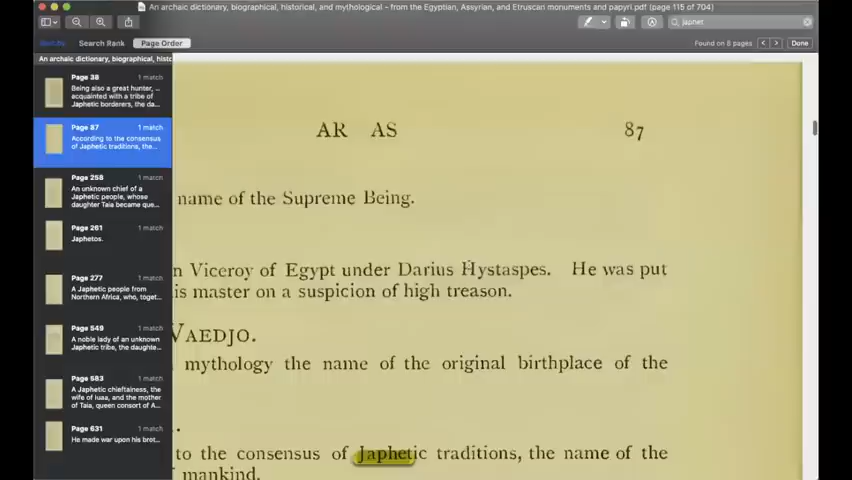 An archaic dictionary, biographical, historical, and mythological - from the Egyptian, Assyrian, and Etruscan monuments and papyri.pdf (page 115 of 704)
japhet
Sort By Search Rank Page Order
Found on 8 pages
Done
An archaic dictionary, biographical, histo
Page 38 1 match
Being also a great hunter, ...
acquainted with a tribe of
Japhetic borderers, the da...
Page 87 1 match
According to the consensus
of Japhetic traditions, the...
Page 258 1 match
An unknown chief of a
Japhetic people, whose
daughter Taia became que...
Page 261 1 match
Japhetos.
Page 277 1 match
A Japhetic people from
Northern Africa, who, toget...
Page 549 1 match
A noble lady of an unknown
Japhetic tribe, the daughte...
Page 583 1 match
A Japhetic chieftainess, the
wife of Iuaa, and the mother
of Taia, queen consort of A...
Page 631 1 match
He made war upon his brot...
AR AS 87
name of the Supreme Being.
n Viceroy of Egypt under Darius Hystaspes. He was put
is master on a suspicion of high treason.
VAEDJO.
mythology the name of the original birthplace of the
to the consensus of Japhetic traditions, the name of the
mankind.